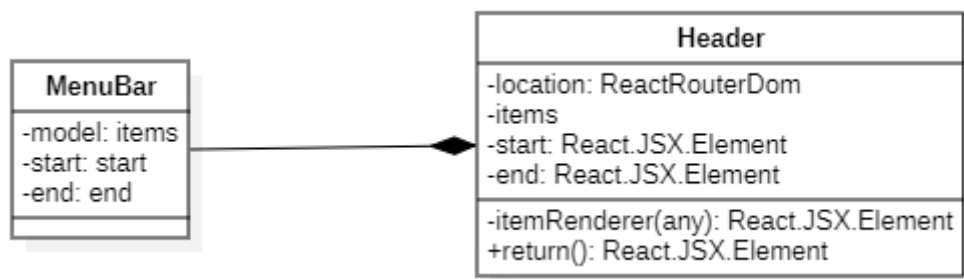 MenuBar
-model: items
-start: start
-end: end
Header
-location: ReactRouterDom
-items
-start: React.JSX.Element
-end: React.JSX.Element
-itemRenderer(any): React.JSX.Element
+return(): React.JSX.Element